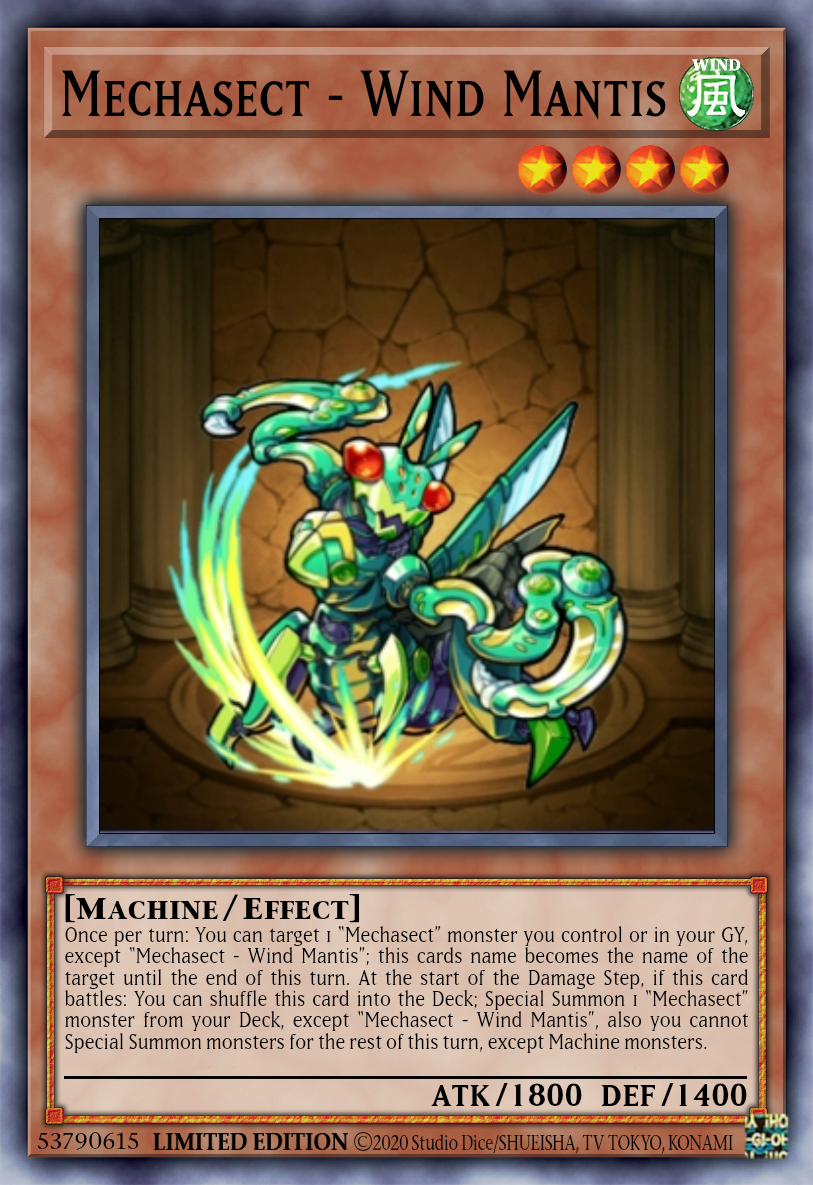 Mechasect - Wind Mantis
WIND
風
[Machine/Effect]
Once per turn: You can target 1 "Mechasect" monster you control or in your GY,
except "Mechasect - Wind Mantis"; this cards name becomes the name of the
target until the end of this turn. At the start of the Damage Step, if this card
battles: You can shuffle this card into the Deck; Special Summon 1 "Mechasect"
monster from your Deck, except "Mechasect - Wind Mantis", also you cannot
Special Summon monsters for the rest of this turn, except Machine monsters.
ATK/1800 DEF/1400
53790615 LIMITED EDITION ©2020 Studio Dice/SHUEISHA, TV TOKYO, KONAMI